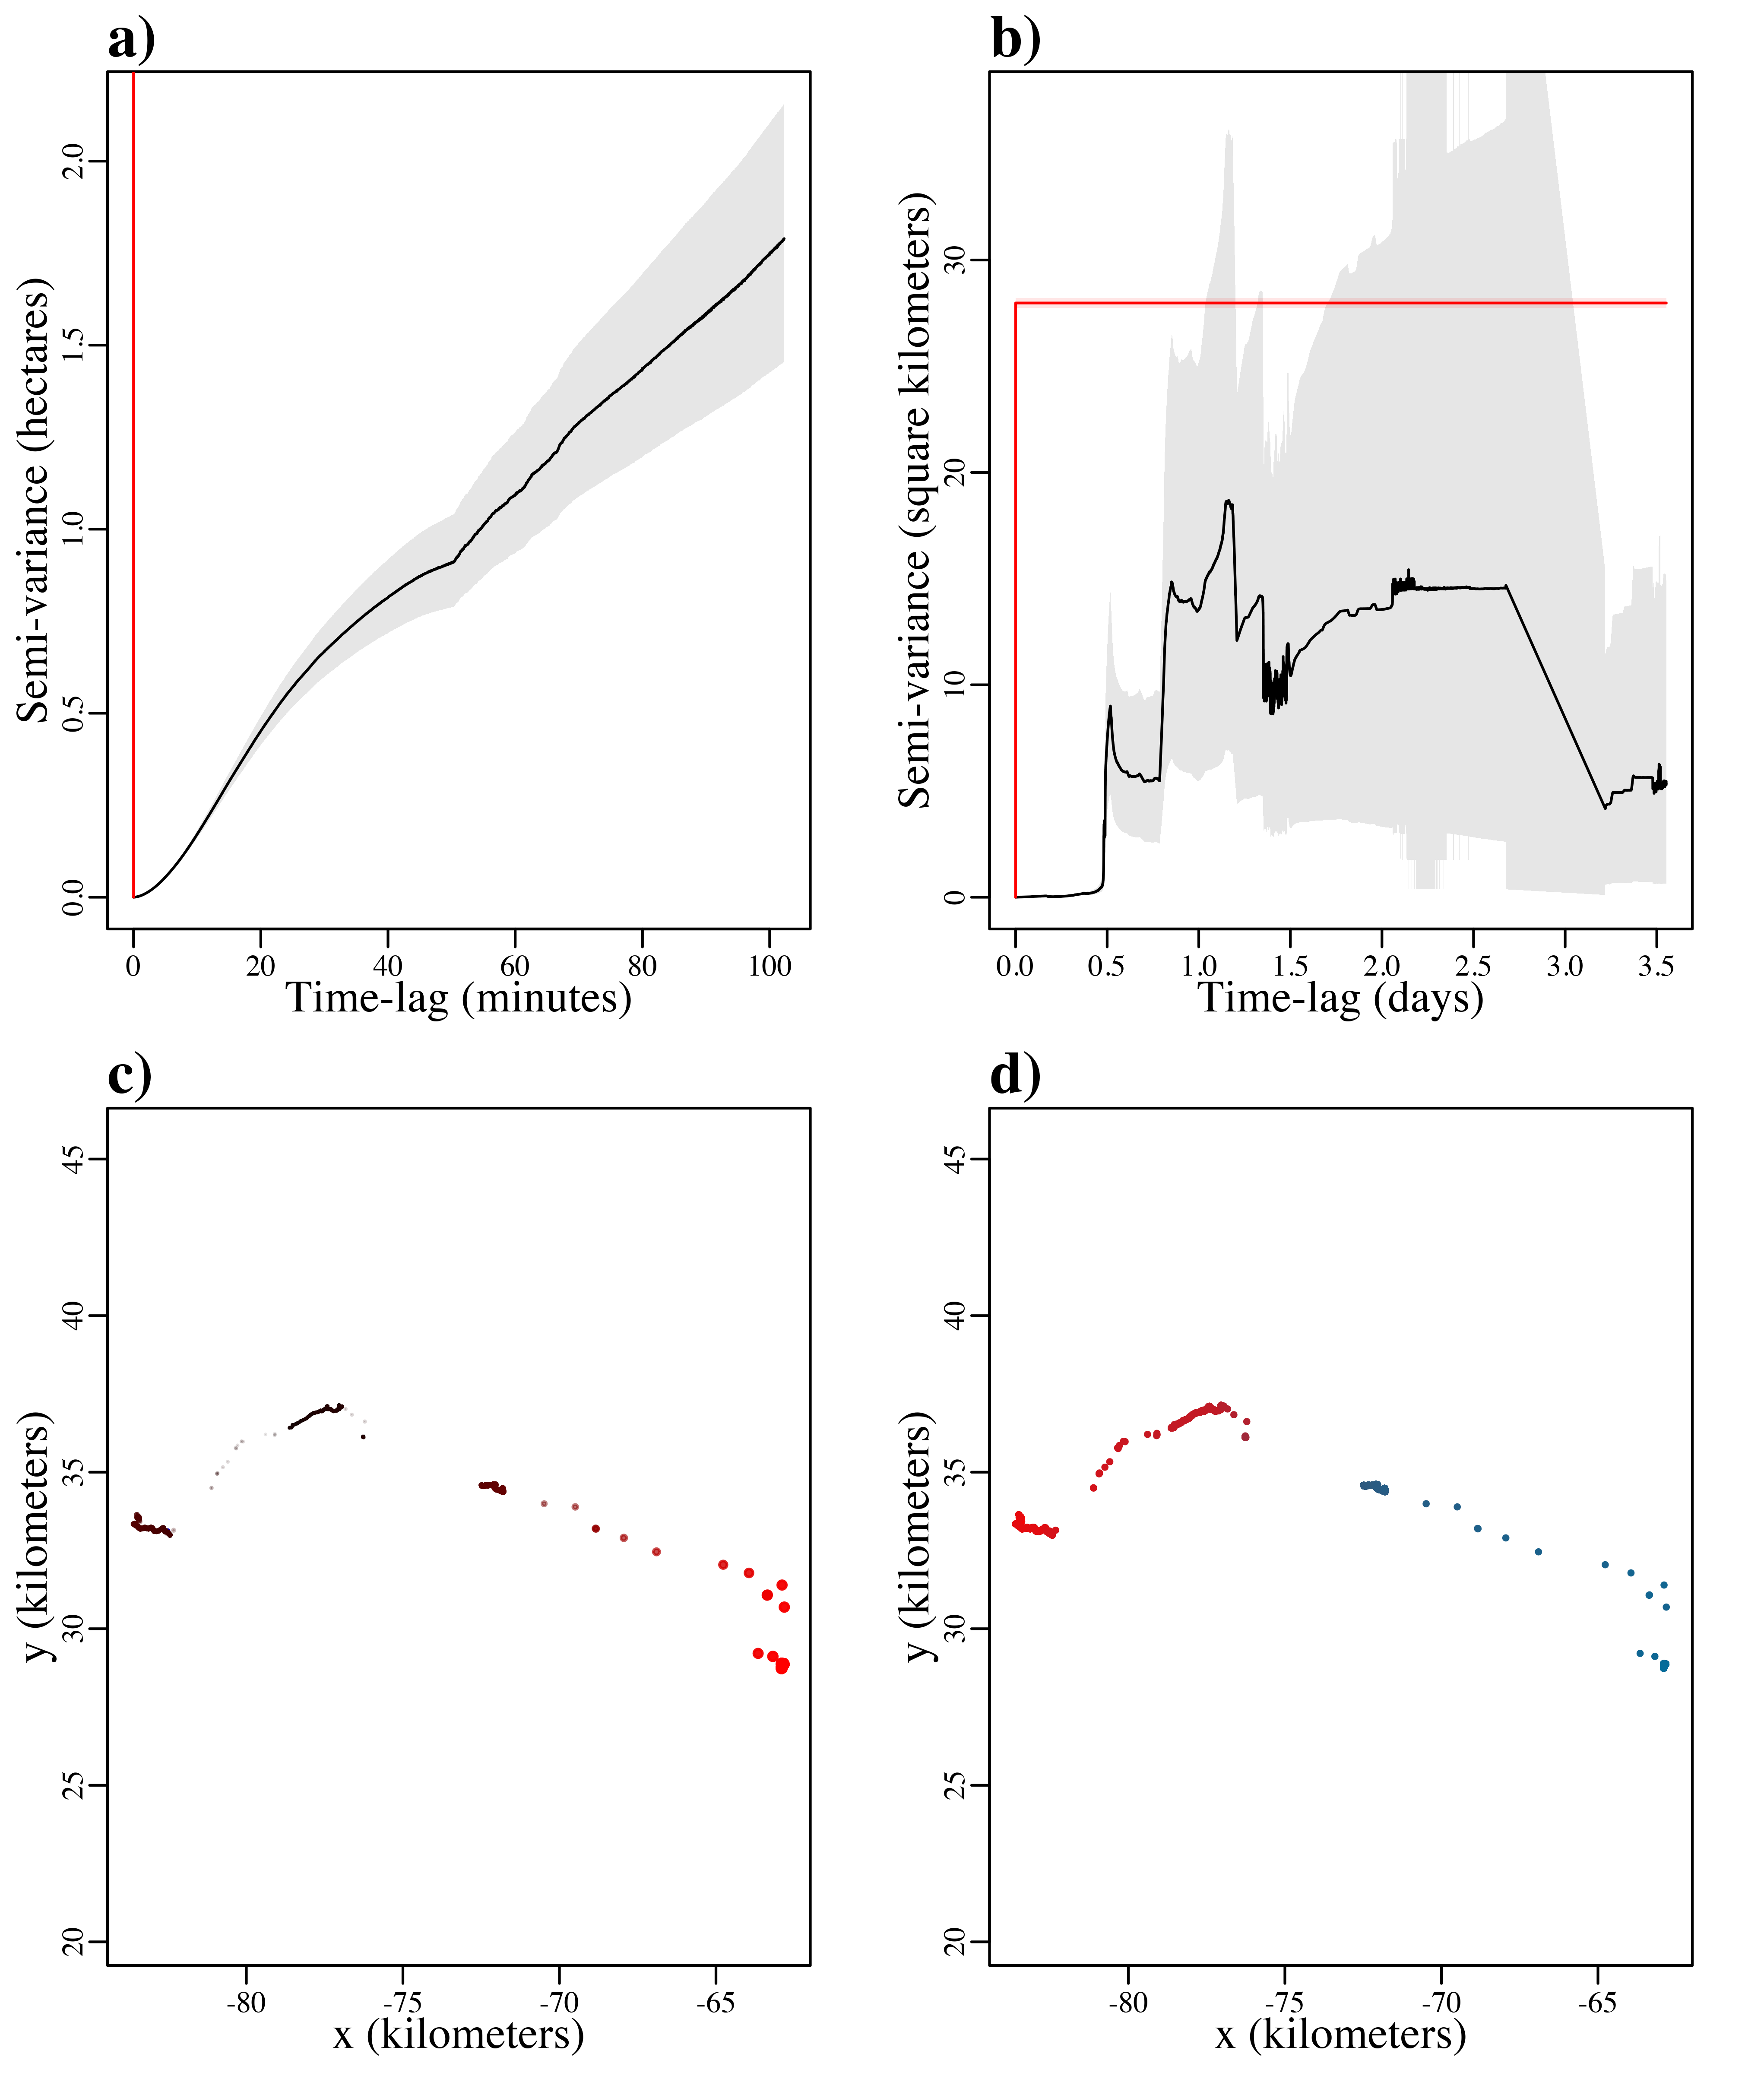 a)
Semi-variance (hectares)
2.0
1.5
1.0
0.5
0.0
0 20 40 60 80 100
Time-lag (minutes)
b)
Semi-variance (square kilometers)
30
20
10
0
0.0 0.5 1.0 1.5 2.0 2.5 3.0 3.5
Time-lag (days)
c)
y (kilometers)
45
40
35
30
25
20
-80 -75 -70 -65
x (kilometers)
d)
y (kilometers)
45
40
35
30
25
20
-80 -75 -70 -65
x (kilometers)